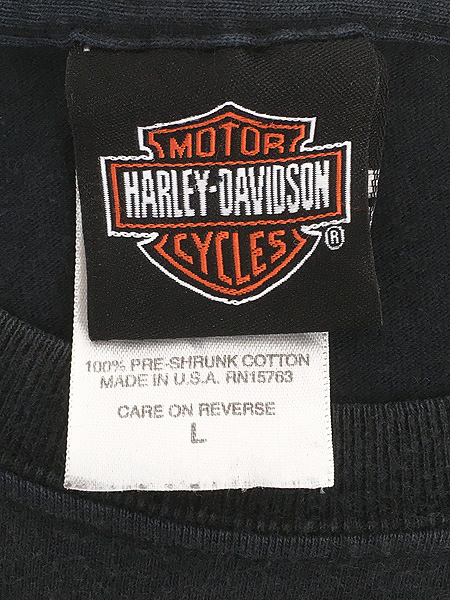 MOTOR
HARLEY-DAVIDSON
CYCLES ®
100% PRE-SHRUNK COTTON
MADE IN U.S.A. RN15763
CARE ON REVERSE
L